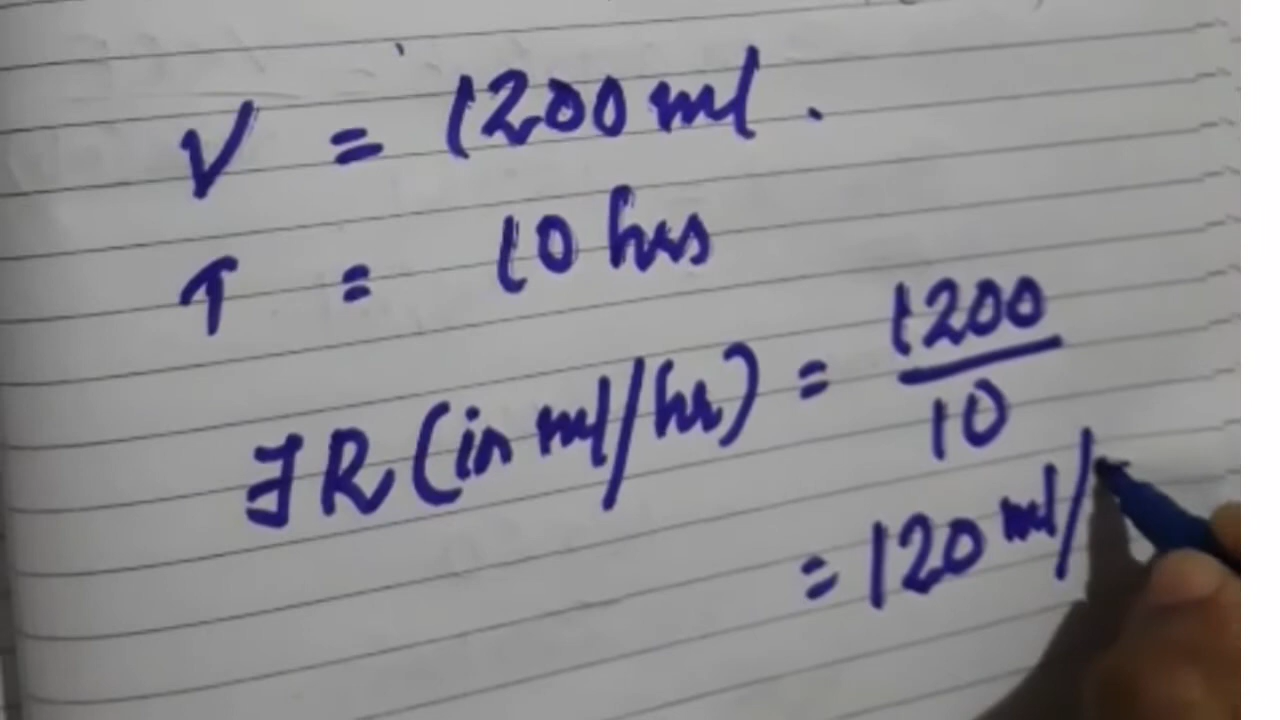 V = 1200 ml.
T = 10 hrs
IR (in ml/hr) = 1200/10
= 120 ml/